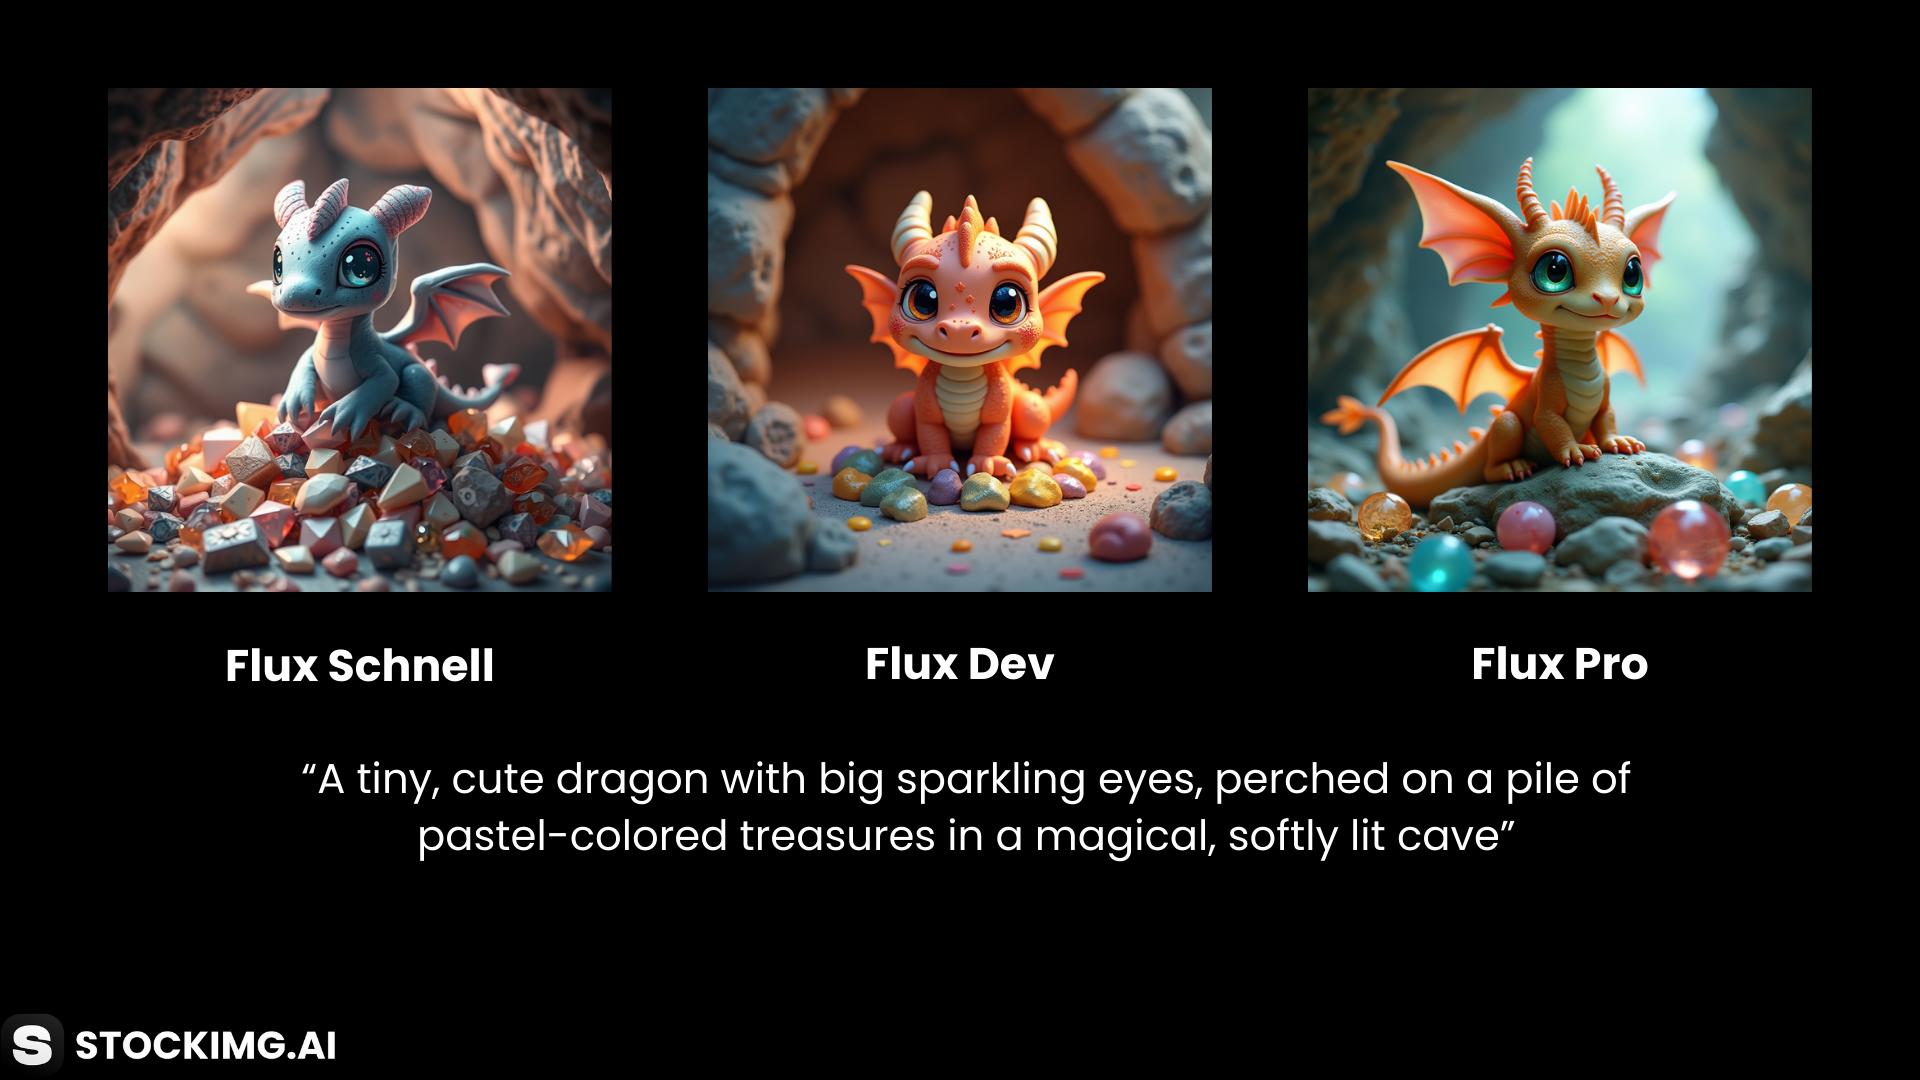 Flux Schnell
Flux Dev
Flux Pro
“A tiny, cute dragon with big sparkling eyes, perched on a pile of
pastel-colored treasures in a magical, softly lit cave”
S STOCKIMG.AI